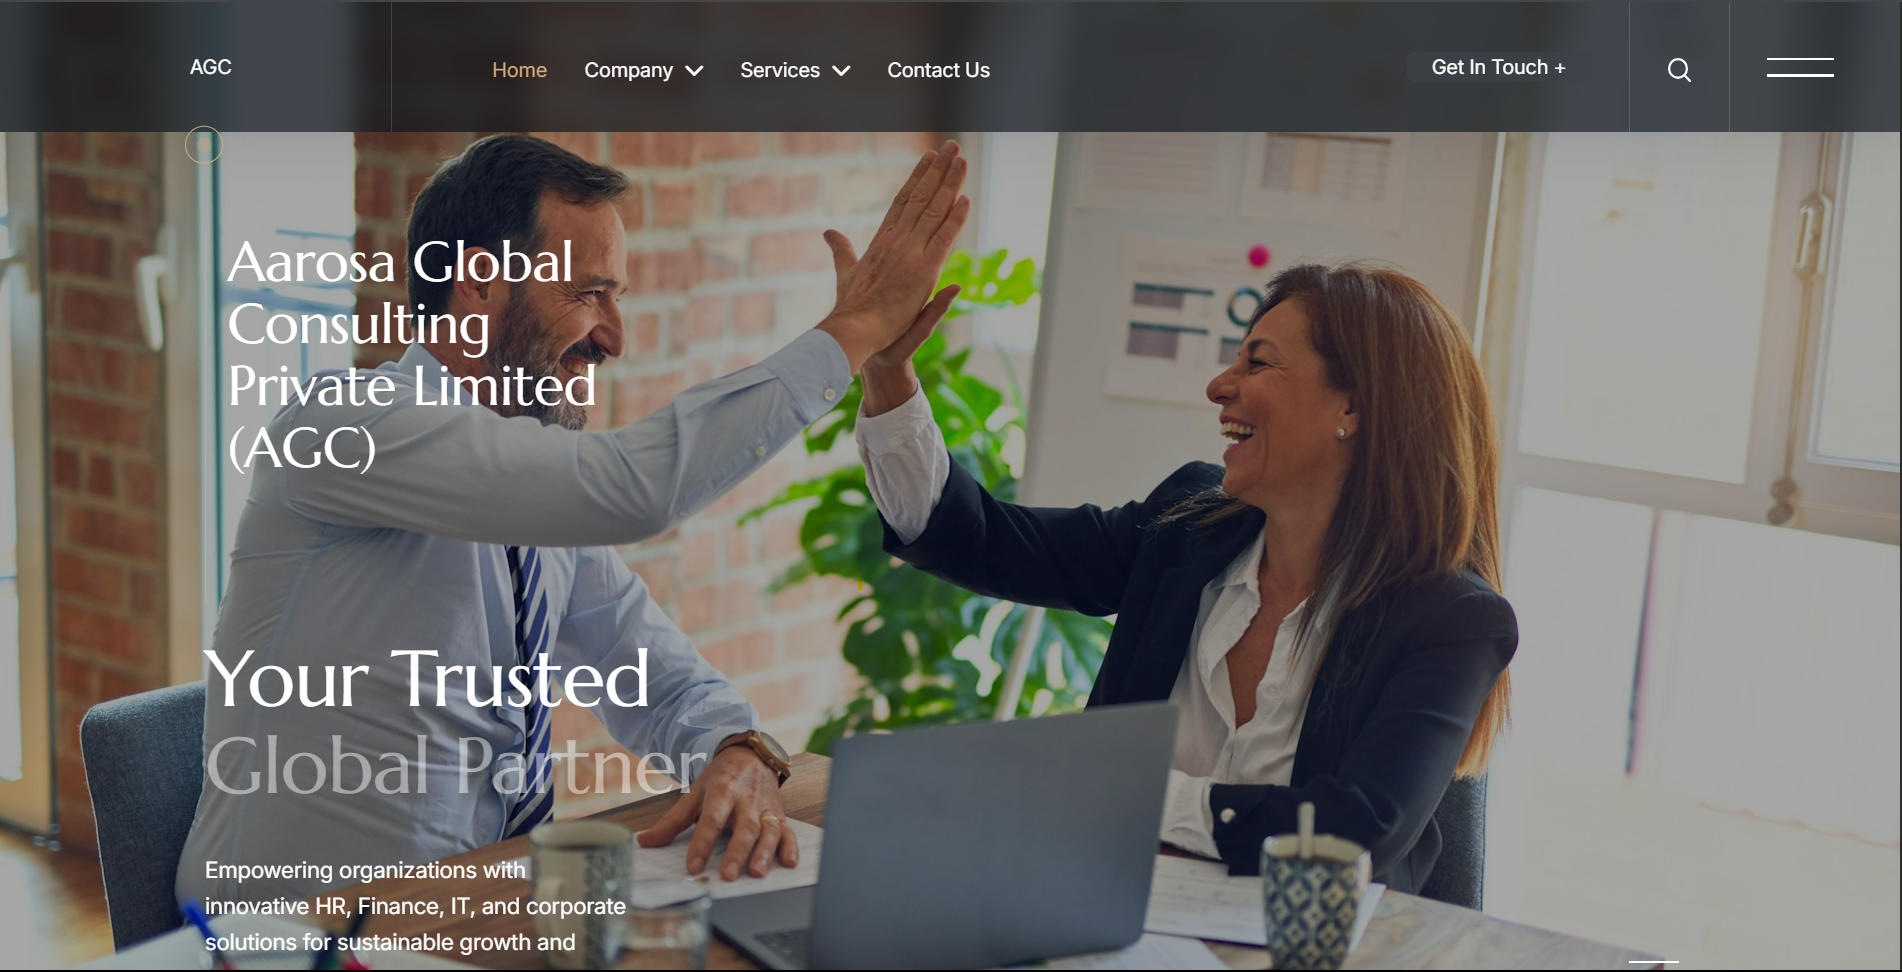 AGC
Home
Company
Services
Contact Us
Get In Touch +
Aarosa Global
Consulting
Private Limited
(AGC)
Your Trusted
Global Partner
Empowering organizations with
innovative HR, Finance, IT, and corporate
solutions for sustainable growth and